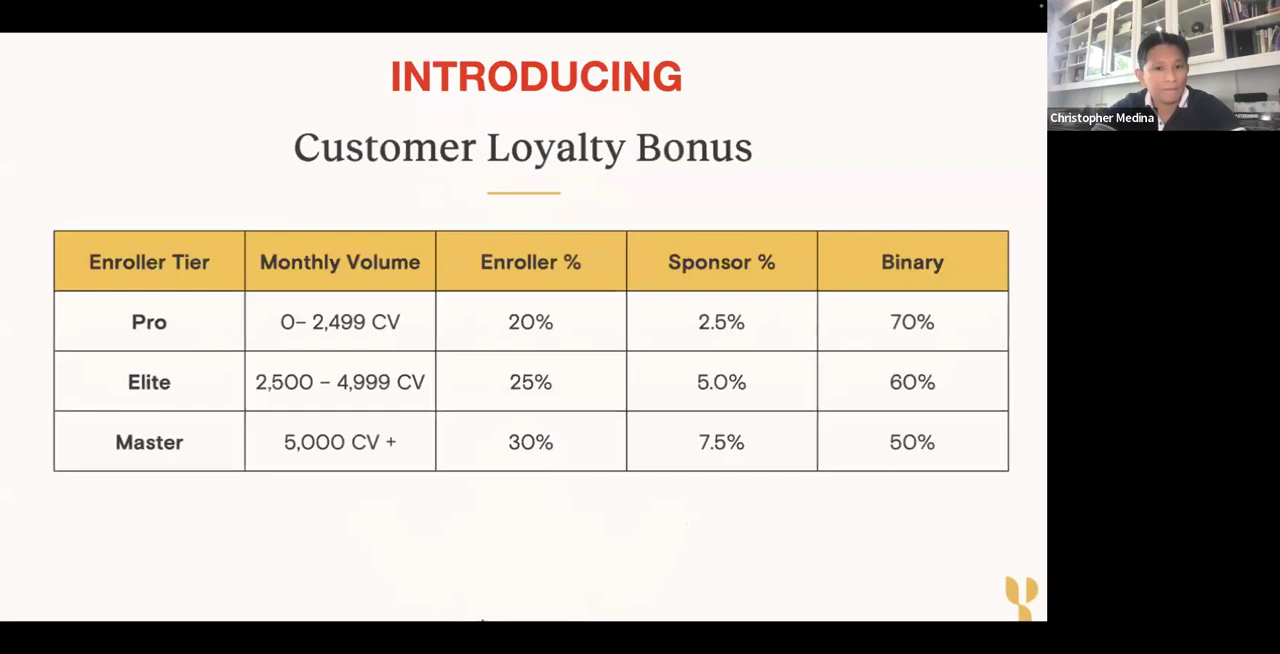 INTRODUCING
Customer Loyalty Bonus
Enroller Tier Monthly Volume Enroller % Sponsor % Binary
Pro 0– 2,499 CV 20% 2.5% 70%
Elite 2,500 – 4,999 CV 25% 5.0% 60%
Master 5,000 CV + 30% 7.5% 50%
Christopher Medina